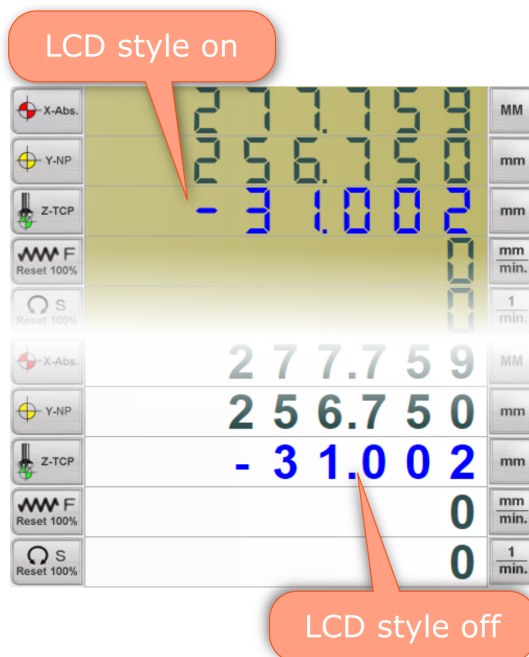 LCD style on
X-Abs. 277.759 MM
Y-NP 256.750 mm
Z-TCP -31.002 mm
F 0 mm
Reset 100% min.
S 0 1
Reset 100% min.
X-Abs. 277.759 MM
Y-NP 256.750 mm
Z-TCP -31.002 mm
F 0 mm
Reset 100% min.
S 0 1
Reset 100% min.
LCD style off